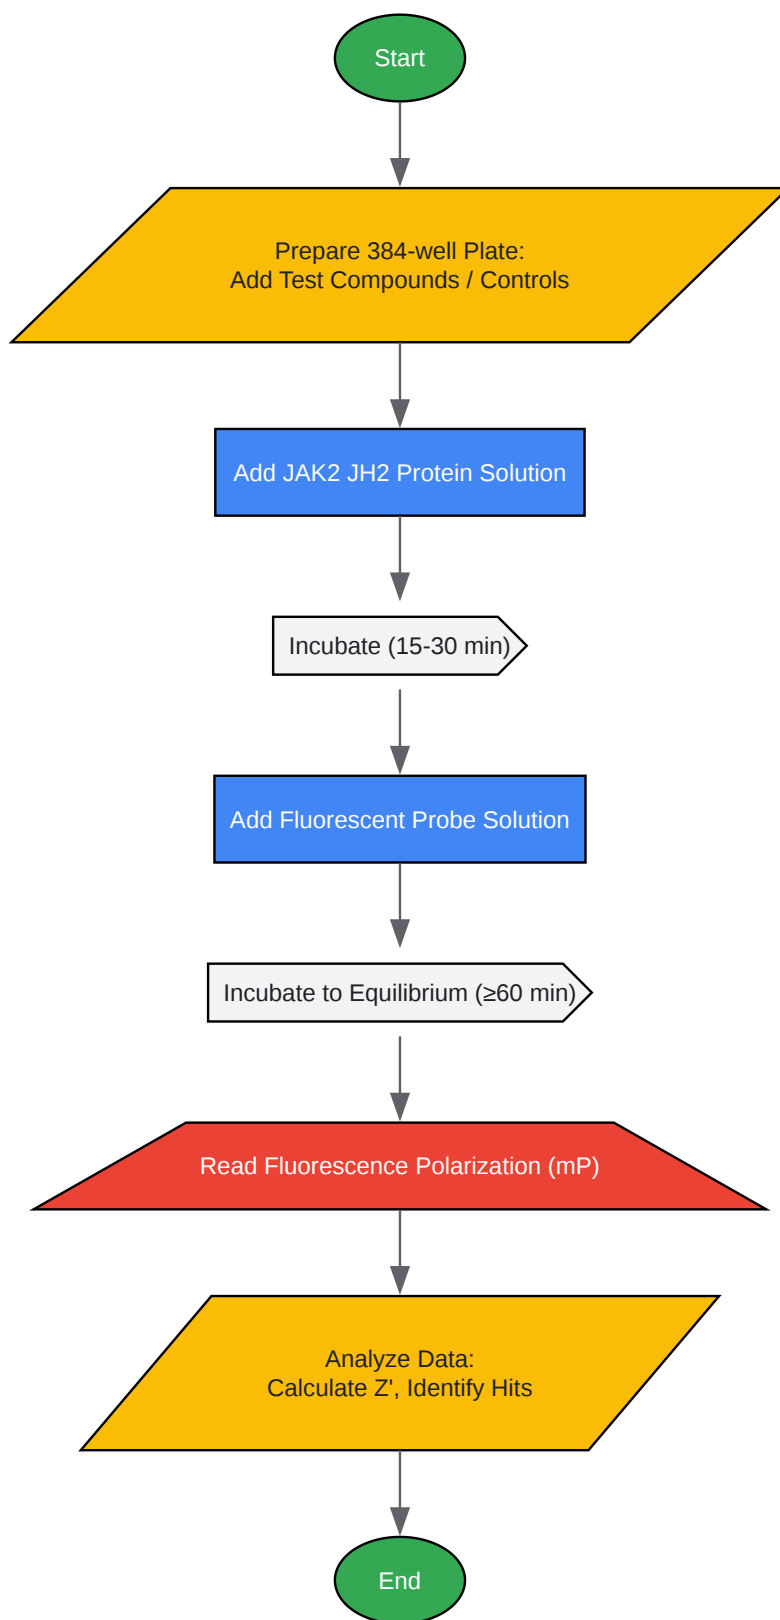 Start
Prepare 384-well Plate:
Add Test Compounds / Controls
Add JAK2 JH2 Protein Solution
Incubate (15-30 min)
Add Fluorescent Probe Solution
Incubate to Equilibrium (≥60 min)
Read Fluorescence Polarization (mP)
Analyze Data:
Calculate Z', Identify Hits
End